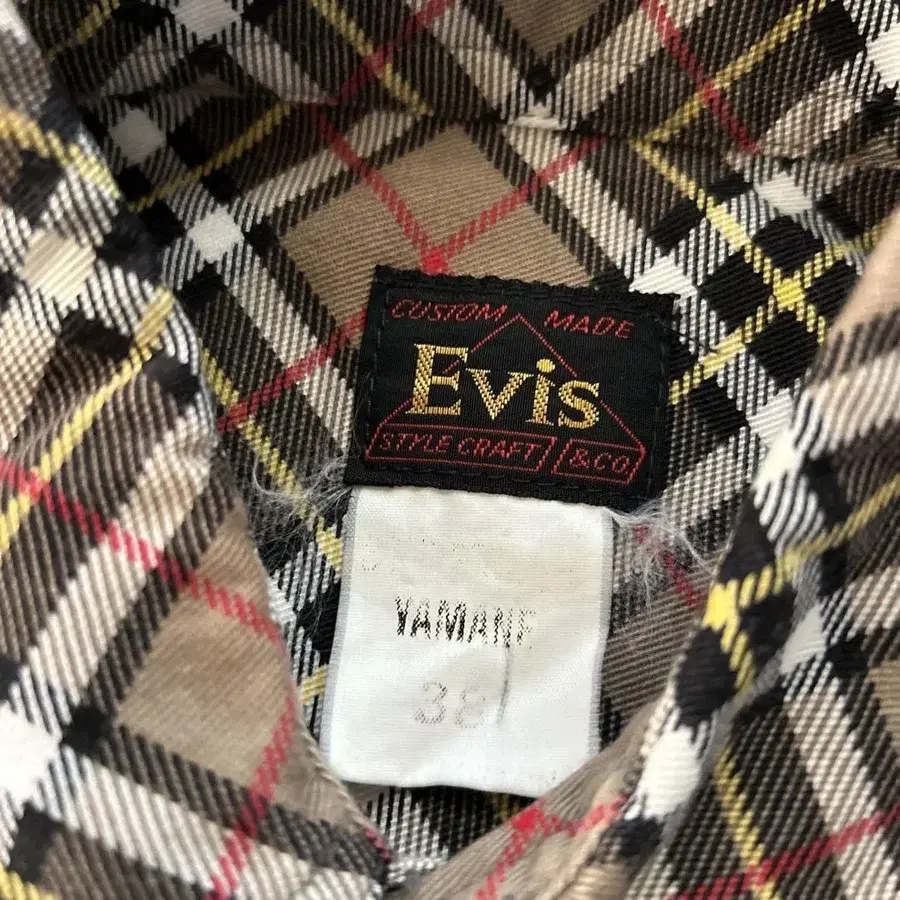 CUSTOM MADE
Evis
STYLE CRAFT & CO
YAMANE
38